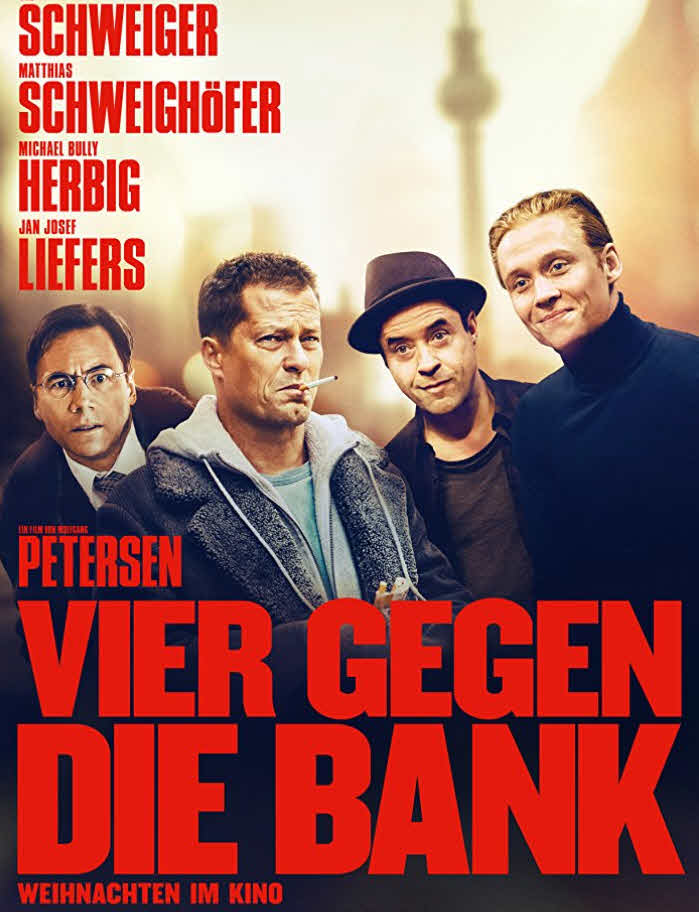 SCHWEIGER
MATTHIAS
SCHWEIGHÖFER
MICHAEL BULLY
HERBIG
JAN JOSEF
LIEFERS
EIN FILM VON WOLFGANG
PETERSEN
VIER GEGEN
DIE BANK
WEIHNACHTEN IM KINO